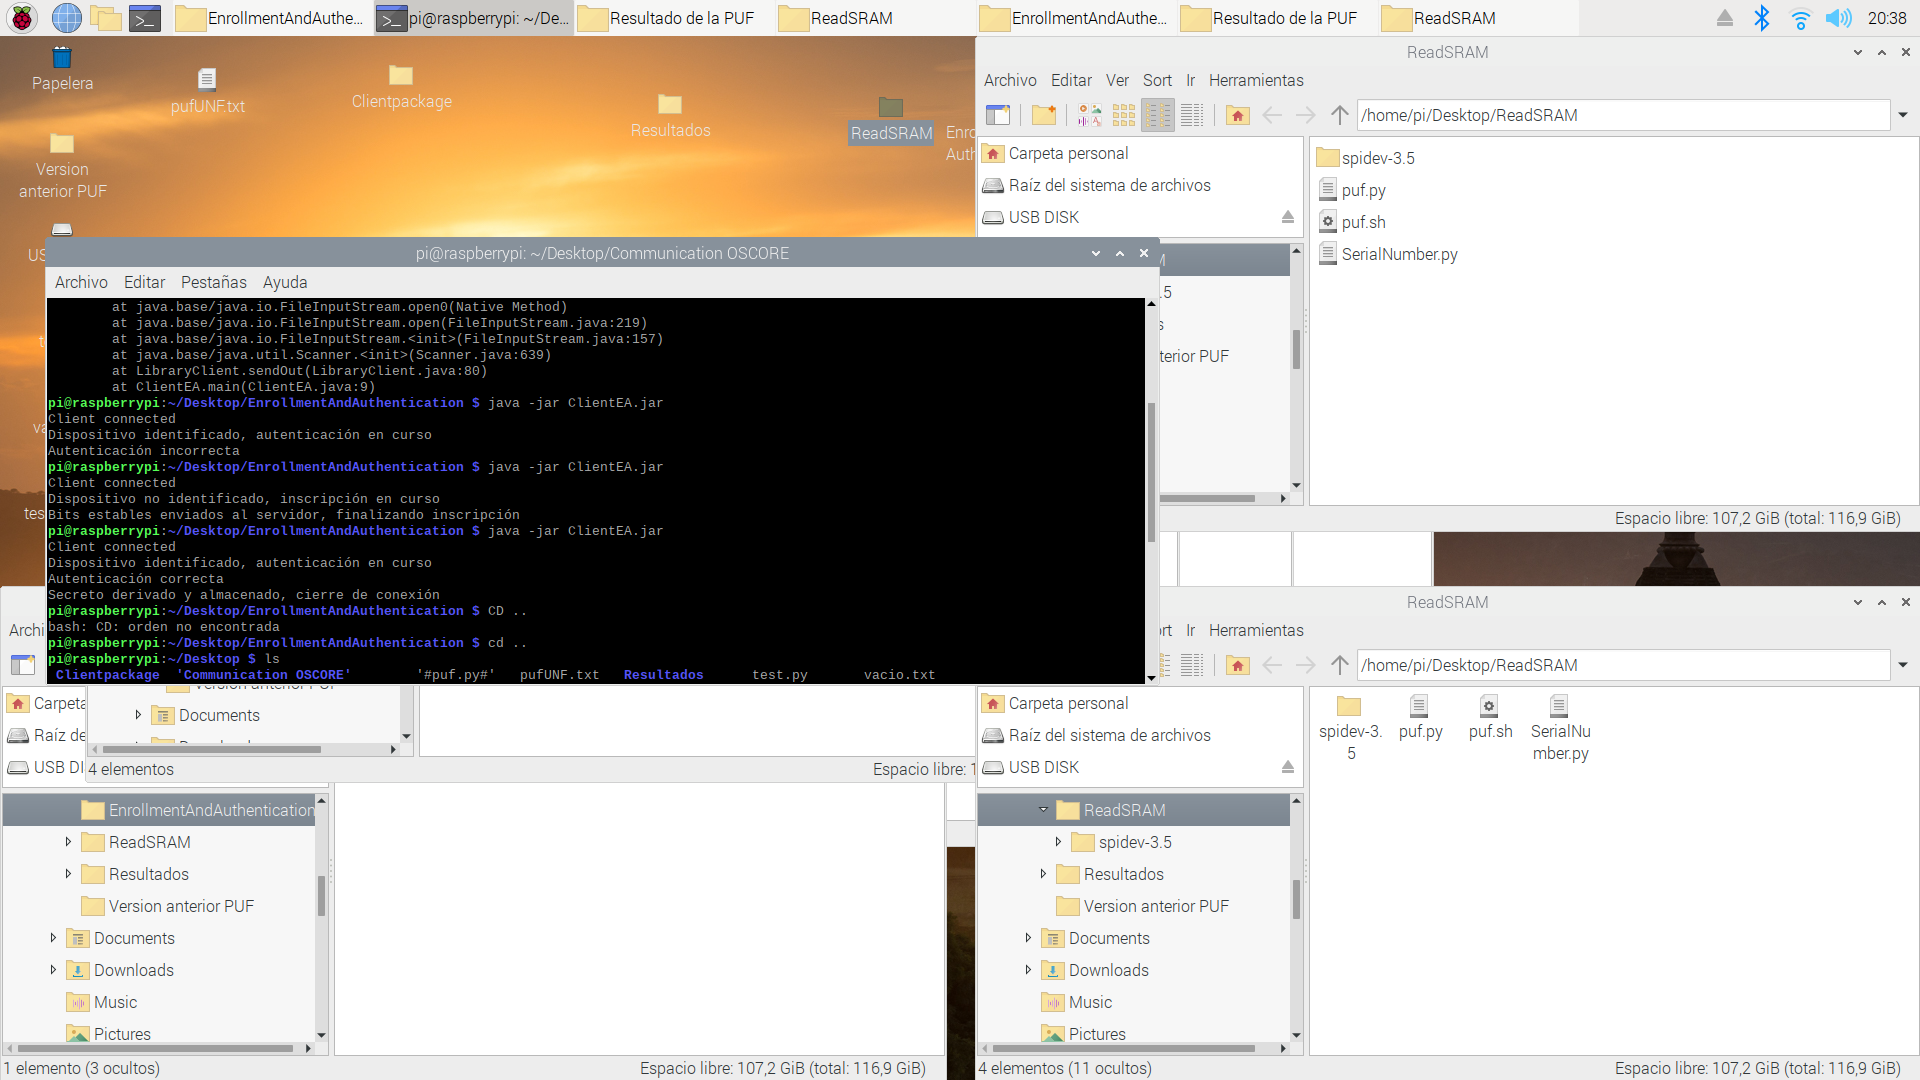 EnrollmentAndAuthe...
pi@raspberrypi: ~/De...
Resultado de la PUF
ReadSRAM
EnrollmentAndAuthe...
Resultado de la PUF
ReadSRAM
20:38
Papelera
pufUNF.txt
Clientpackage
Resultados
ReadSRAM
Version
anterior PUF
ReadSRAM
Archivo Editar Ver Sort Ir Herramientas
/home/pi/Desktop/ReadSRAM
Carpeta personal
Raíz del sistema de archivos
USB DISK
spidev-3.5
puf.py
puf.sh
SerialNumber.py
Espacio libre: 107,2 GiB (total: 116,9 GiB)
pi@raspberrypi: ~/Desktop/Communication OSCORE
Archivo Editar Pestañas Ayuda
at java.base/java.io.FileInputStream.open0(Native Method)
at java.base/java.io.FileInputStream.open(FileInputStream.java:219)
at java.base/java.io.FileInputStream.<init>(FileInputStream.java:157)
at java.base/java.util.Scanner.<init>(Scanner.java:639)
at LibraryClient.sendOut(LibraryClient.java:80)
at ClientEA.main(ClientEA.java:9)
pi@raspberrypi:~/Desktop/EnrollmentAndAuthentication $ java -jar ClientEA.jar
Client connected
Dispositivo identificado, autenticación en curso
Autenticación incorrecta
pi@raspberrypi:~/Desktop/EnrollmentAndAuthentication $ java -jar ClientEA.jar
Client connected
Dispositivo no identificado, inscripción en curso
Bits estables enviados al servidor, finalizando inscripción
pi@raspberrypi:~/Desktop/EnrollmentAndAuthentication $ java -jar ClientEA.jar
Client connected
Dispositivo identificado, autenticación en curso
Autenticación correcta
Secreto derivado y almacenado, cierre de conexión
pi@raspberrypi:~/Desktop/EnrollmentAndAuthentication $ CD ..
bash: CD: orden no encontrada
pi@raspberrypi:~/Desktop/EnrollmentAndAuthentication $ cd ..
pi@raspberrypi:~/Desktop $ ls
Clientpackage 'Communication OSCORE' '#puf.py#' pufUNF.txt Resultados test.py vacio.txt
terior PUF
Documents
4 elementos
Espacio libre: 1
Archi
Carpeta
Raíz de
USB DI
EnrollmentAndAuthentication
ReadSRAM
Resultados
Version anterior PUF
Documents
Downloads
Music
Pictures
1 elemento (3 ocultos)
Espacio libre: 107,2 GiB (total: 116,9 GiB)
ReadSRAM
Ir Herramientas
/home/pi/Desktop/ReadSRAM
Carpeta personal
Raíz del sistema de archivos
USB DISK
ReadSRAM
spidev-3.5
Resultados
Version anterior PUF
Documents
Downloads
Music
Pictures
spidev-3.
5
puf.py
puf.sh
SerialNu
mber.py
4 elementos (11 ocultos)
Espacio libre: 107,2 GiB (total: 116,9 GiB)